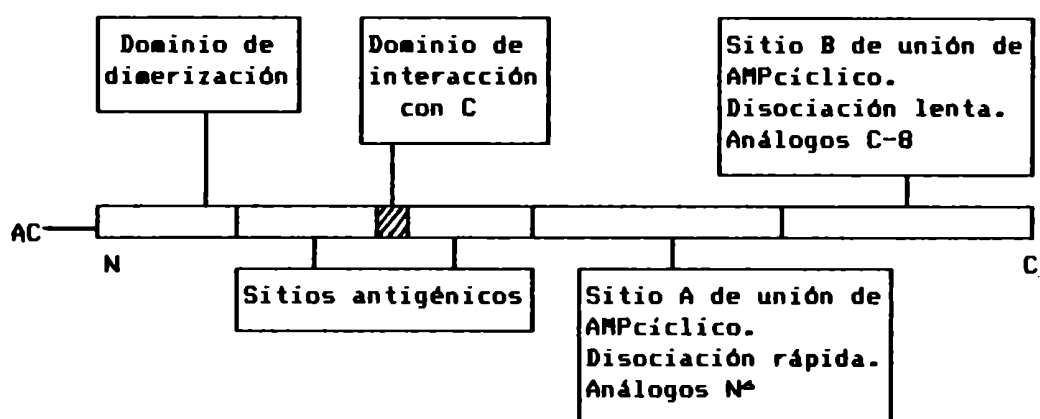 Dominio de
dimerización
Dominio de
interacción
con C
Sitio B de unión de
AMPcíclico.
Disociación lenta.
Análogos C-8
AC
N
C
Sitios antigénicos
Sitio A de unión de
AMPcíclico.
Disociación rápida.
Análogos N⁶